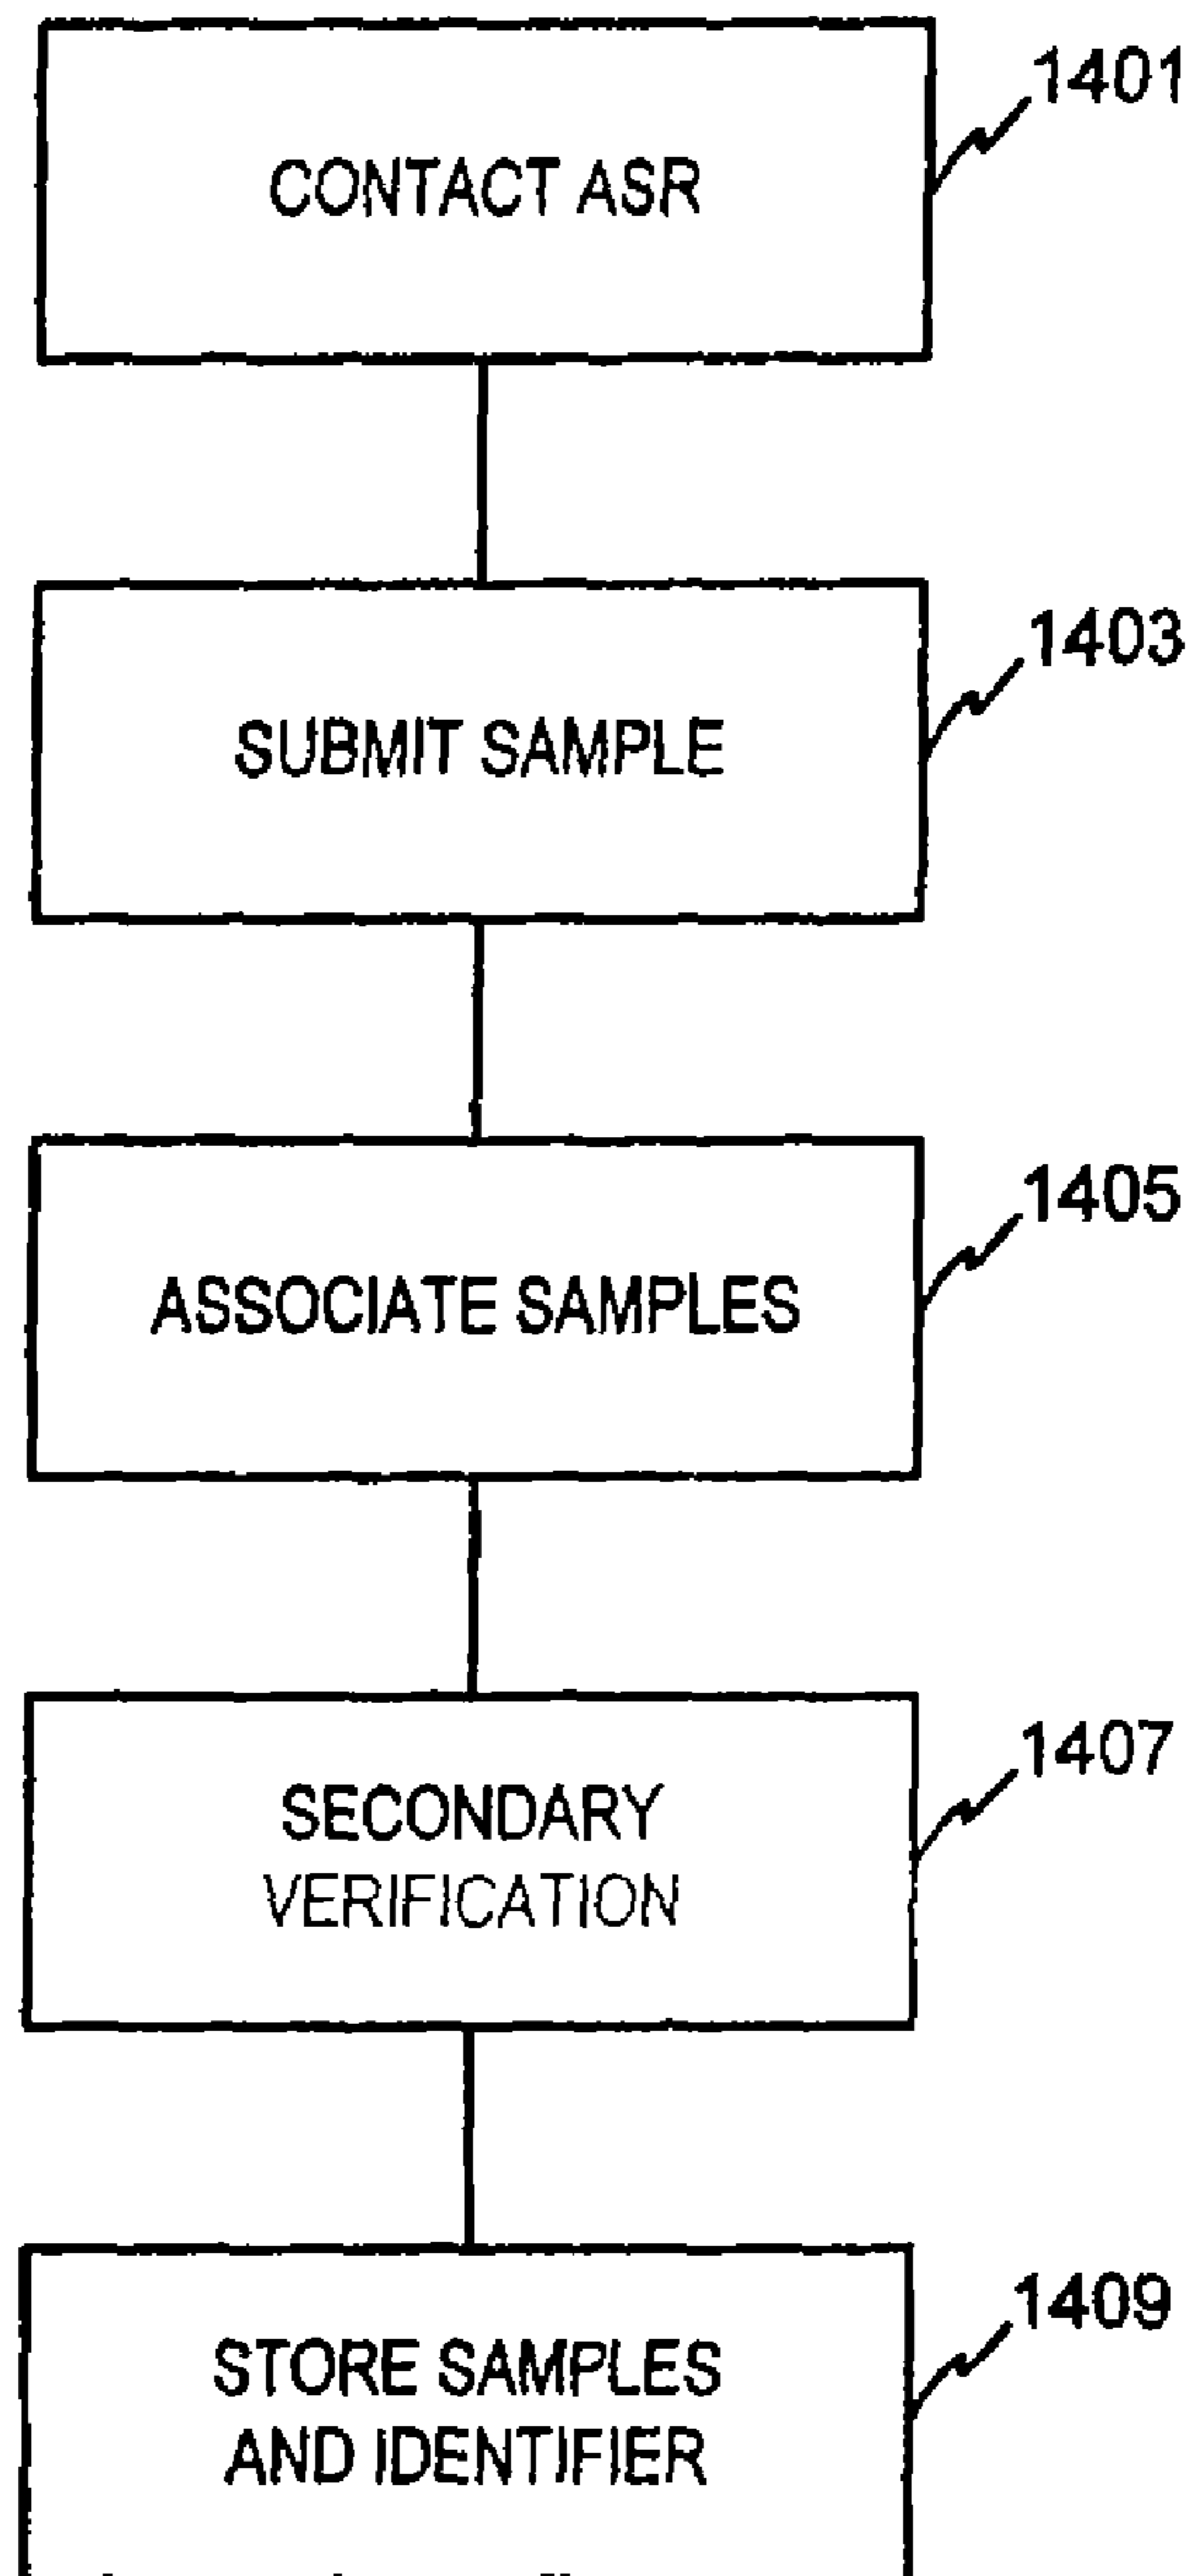 1401
CONTACT ASR
1403
SUBMIT SAMPLE
1405
ASSOCIATE SAMPLES
1407
SECONDARY
VERIFICATION
1409
STORE SAMPLES
AND IDENTIFIER